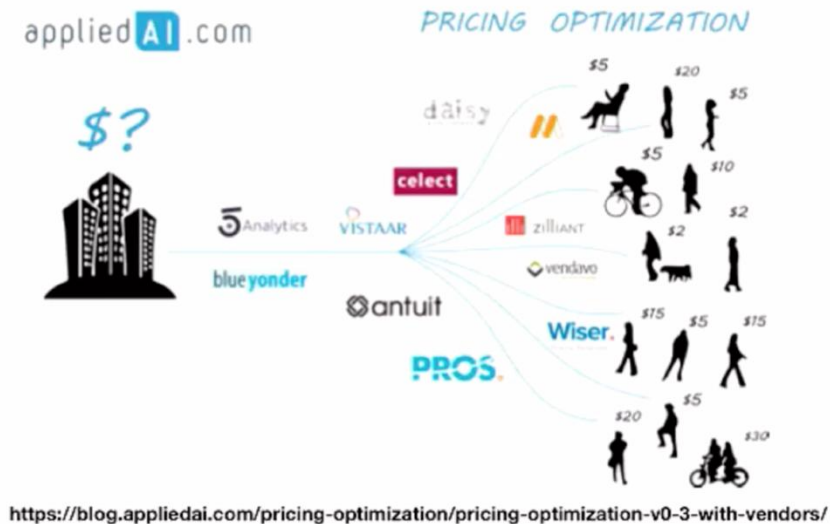 appliedAI.com
PRICING OPTIMIZATION
$?
$5
$20
$5
daisy
celect
$5
$10
5 Analytics
VISTAAR
ZILLIANT
$2
$2
blueyonder
vendavo
antuit
Wiser.
$15
$5
$15
PROS.
$20
$5
$30
https://blog.appliedai.com/pricing-optimization/pricing-optimization-v0-3-with-vendors/